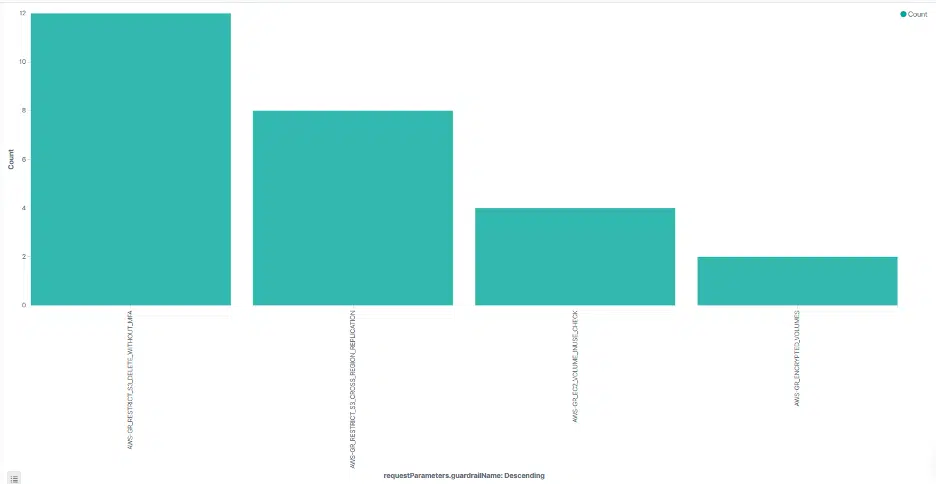 12
10
8
6
4
2
0
Count
Count
AWS-GR_RESTRICT_S3_DELETE_WITHOUT_MFA
AWS-GR_RESTRICT_S3_CROSS_REGION_REPLICATION
AWS-GR_EC2_VOLUME_INUSE_CHECK
AWS-GR_ENCRYPTED_VOLUMES
requestParameters.guardrailName: Descending